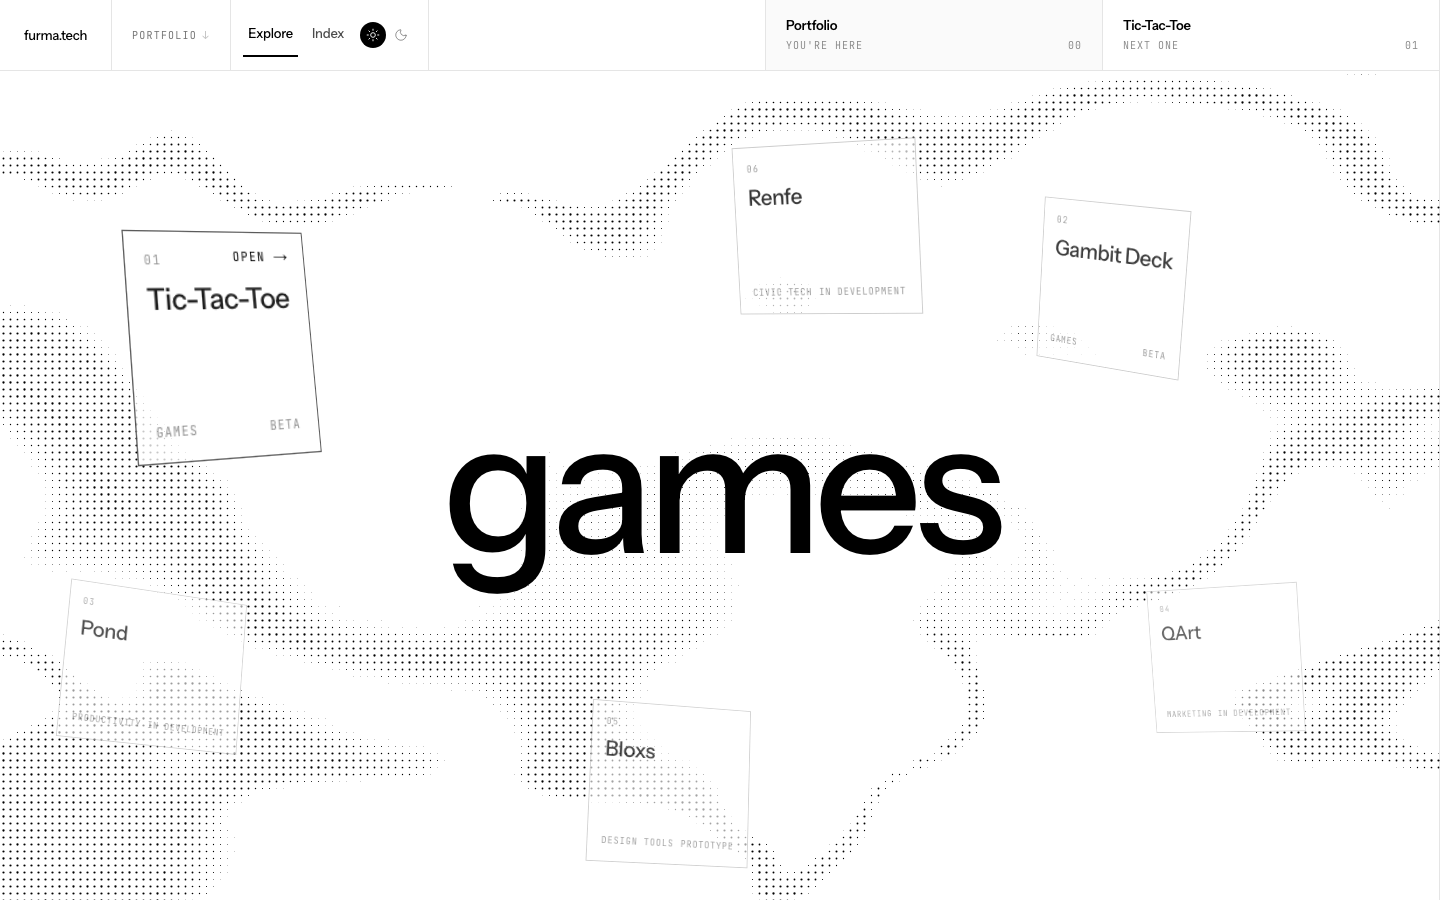 furma.tech
PORTFOLIO ↓
Explore
Index
Portfolio
YOU'RE HERE 00
Tic-Tac-Toe
NEXT ONE 01
06
Renfe
CIVIC TECH IN DEVELOPMENT
02
Gambit Deck
GAMES BETA
01 OPEN →
Tic-Tac-Toe
GAMES BETA
games
03
Pond
PRODUCTIVITY IN DEVELOPMENT
04
QArt
MARKETING IN DEVELOPMENT
05
Bloxs
DESIGN TOOLS PROTOTYPE